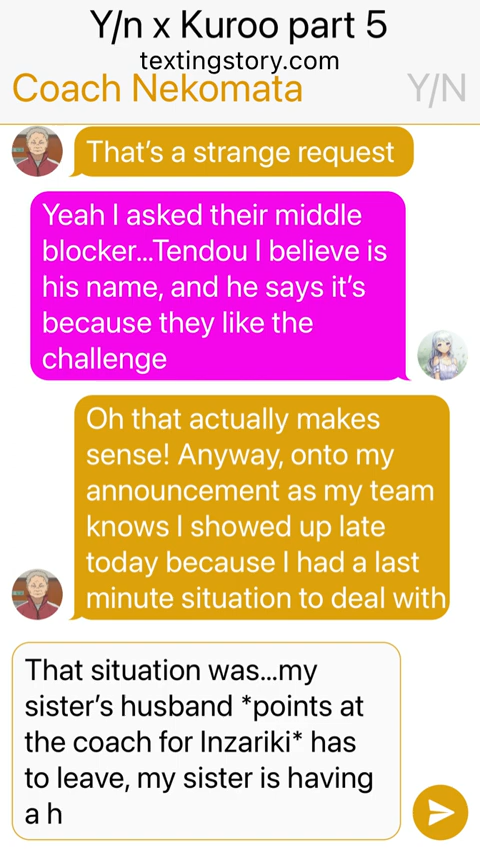 Y/n x Kuroo part 5
textingstory.com
Coach Nekomata
Y/N
That's a strange request
Yeah I asked their middle
blocker...Tendou I believe is
his name, and he says it's
because they like the
challenge
Oh that actually makes
sense! Anyway, onto my
announcement as my team
knows I showed up late
today because I had a last
minute situation to deal with
That situation was...my
sister's husband *points at
the coach for Inzariki* has
to leave, my sister is having
a h